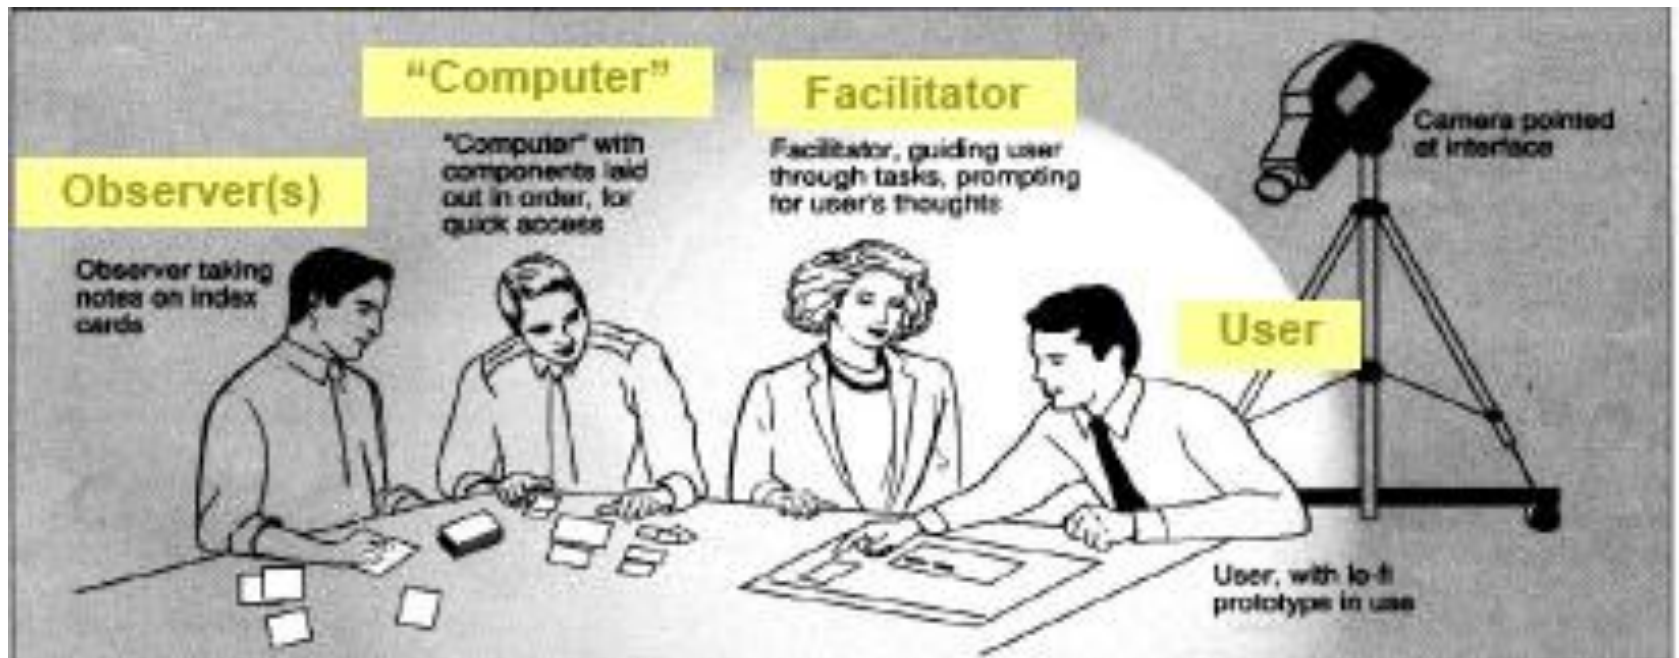 Observer(s)
Observer taking
notes on index
cards
“Computer”
"Computer" with
components laid
out in order, for
quick access
Facilitator
Facilitator, guiding user
through tasks, prompting
for user's thoughts
Camera pointed
at interface
User
User, with lo-fi
prototype in use